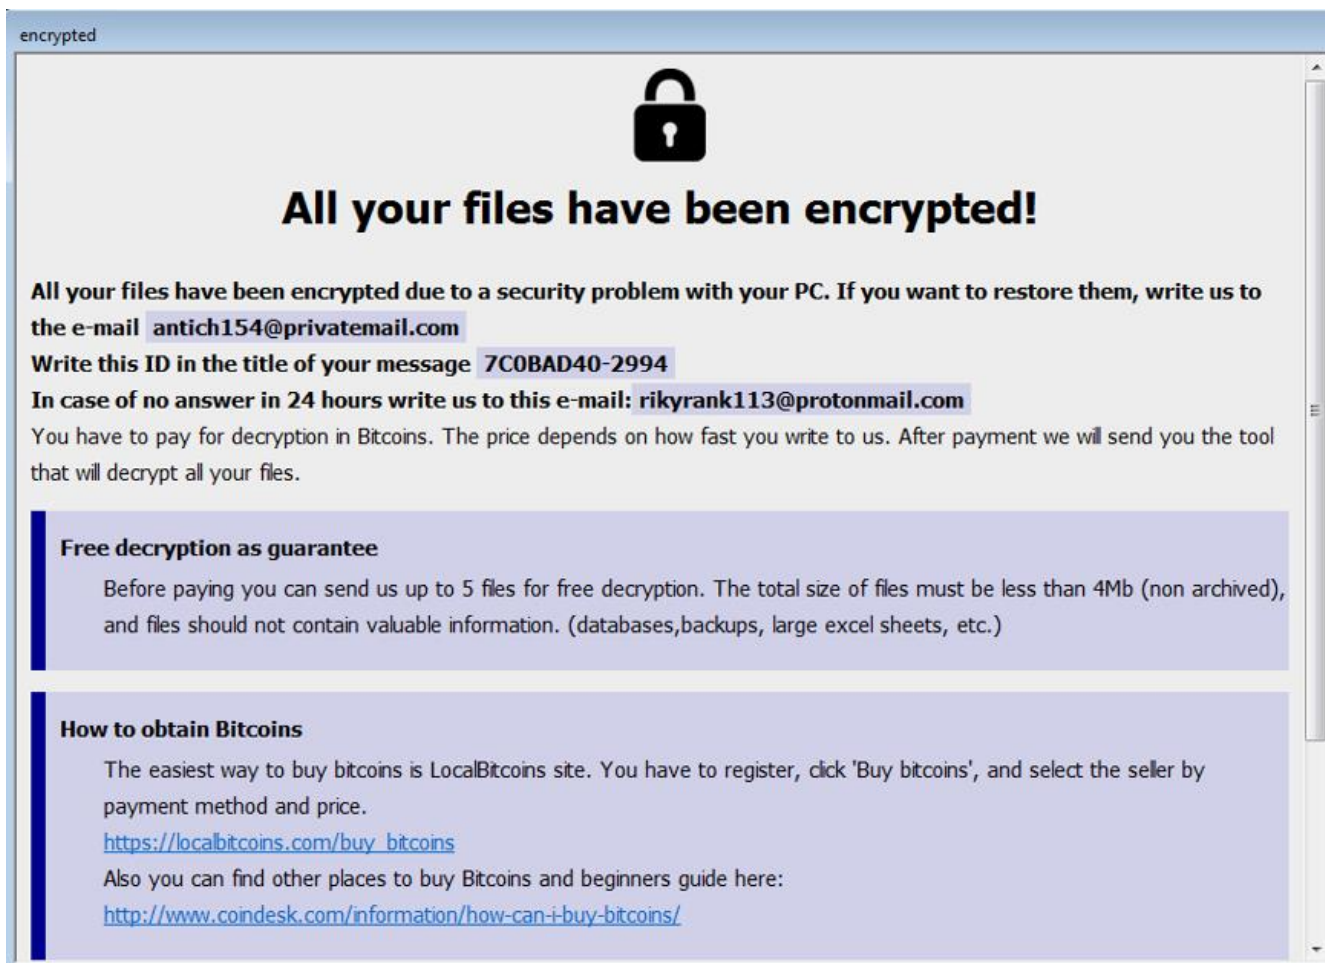 encrypted
All your files have been encrypted!
All your files have been encrypted due to a security problem with your PC. If you want to restore them, write us to
the e-mail antich154@privatemail.com
Write this ID in the title of your message 7C0BAD40-2994
In case of no answer in 24 hours write us to this e-mail: rikyrank113@protonmail.com
You have to pay for decryption in Bitcoins. The price depends on how fast you write to us. After payment we will send you the tool
that will decrypt all your files.
Free decryption as guarantee
Before paying you can send us up to 5 files for free decryption. The total size of files must be less than 4Mb (non archived),
and files should not contain valuable information. (databases,backups, large excel sheets, etc.)
How to obtain Bitcoins
The easiest way to buy bitcoins is LocalBitcoins site. You have to register, click 'Buy bitcoins', and select the seller by
payment method and price.
https://localbitcoins.com/buy_bitcoins
Also you can find other places to buy Bitcoins and beginners guide here:
http://www.coindesk.com/information/how-can-i-buy-bitcoins/